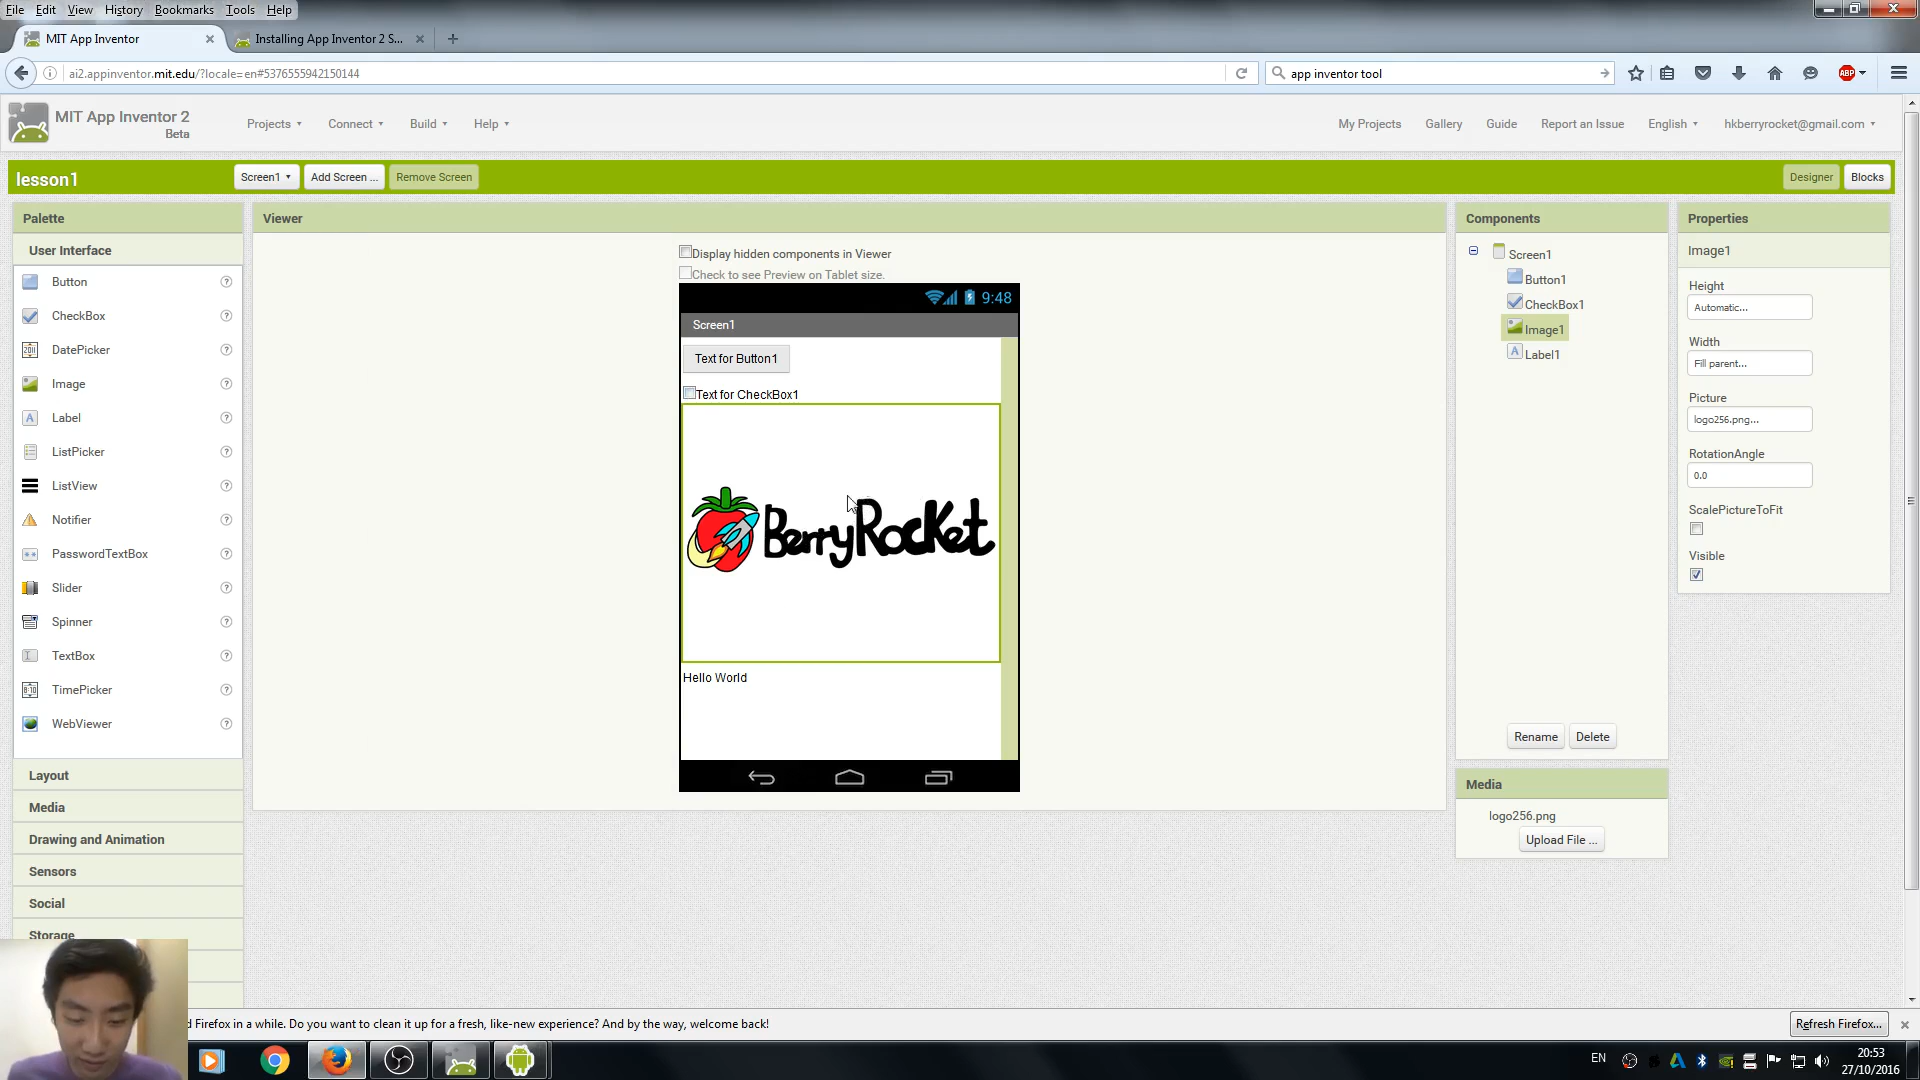 File Edit View History Bookmarks Tools Help
MIT App Inventor
Installing App Inventor 2 S...
ai2.appinventor.mit.edu/?locale=en#5376555942150144
app inventor tool
ABP
MIT App Inventor 2
Beta
Projects Connect Build Help
My Projects Gallery Guide Report an Issue English hkberryrocket@gmail.com
lesson1
Screen1 Add Screen ... Remove Screen
Designer Blocks
Palette
User Interface
Button
CheckBox
DatePicker
Image
Label
ListPicker
ListView
Notifier
PasswordTextBox
Slider
Spinner
TextBox
TimePicker
WebViewer
Layout
Media
Drawing and Animation
Sensors
Social
Storage
Viewer
Display hidden components in Viewer
Check to see Preview on Tablet size.
9:48
Screen1
Text for Button1
Text for CheckBox1
BerryRocket
Hello World
Components
Screen1
Button1
CheckBox1
Image1
Label1
Rename Delete
Media
logo256.png
Upload File ...
Properties
Image1
Height
Automatic...
Width
Fill parent...
Picture
logo256.png...
RotationAngle
0.0
ScalePictureToFit
Visible
d Firefox in a while. Do you want to clean it up for a fresh, like-new experience? And by the way, welcome back!
Refresh Firefox...
EN
20:53
27/10/2016